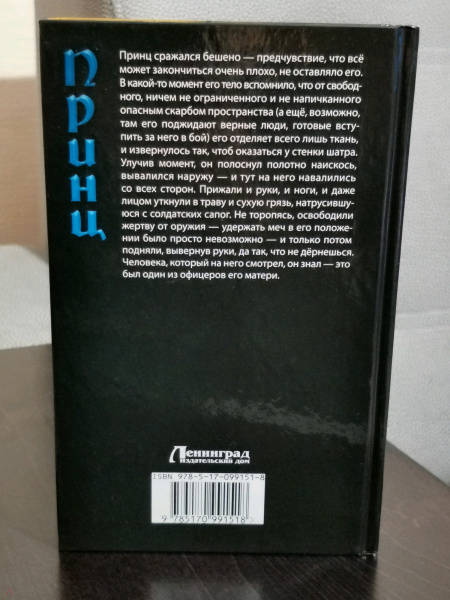 Принц
Принц сражался бешено — предчувствие, что всё
может закончиться очень плохо, не оставляло его.
В какой-то момент его тело вспомнило, что от свобод-
ного, ничем не ограниченного и не напичканного
опасным скарбом пространства (а ещё, возможно,
там его поджидают верные люди, готовые всту-
пить за него в бой) его отделяет всего лишь ткань,
и извернулось так, чтоб оказаться у стенки шатра.
Улучив момент, он полоснул полотно наискось,
вывалился наружу — и тут на него навалились
со всех сторон. Прижали и руки, и ноги, и даже
лицом уткнули в траву и сухую грязь, натрусившу-
юся с солдатских сапог. Не торопясь, освободили
жертву от оружия — удержать меч в его положе-
нии было просто невозможно — и только потом
подняли, вывернув руки, да так, что не дёрнешься.
Человека, который на него смотрел, он знал — это
был один из офицеров его матери.
Ленинград
издательский дом
ISBN 978-5-17-099151-8
9 785170 991518 >